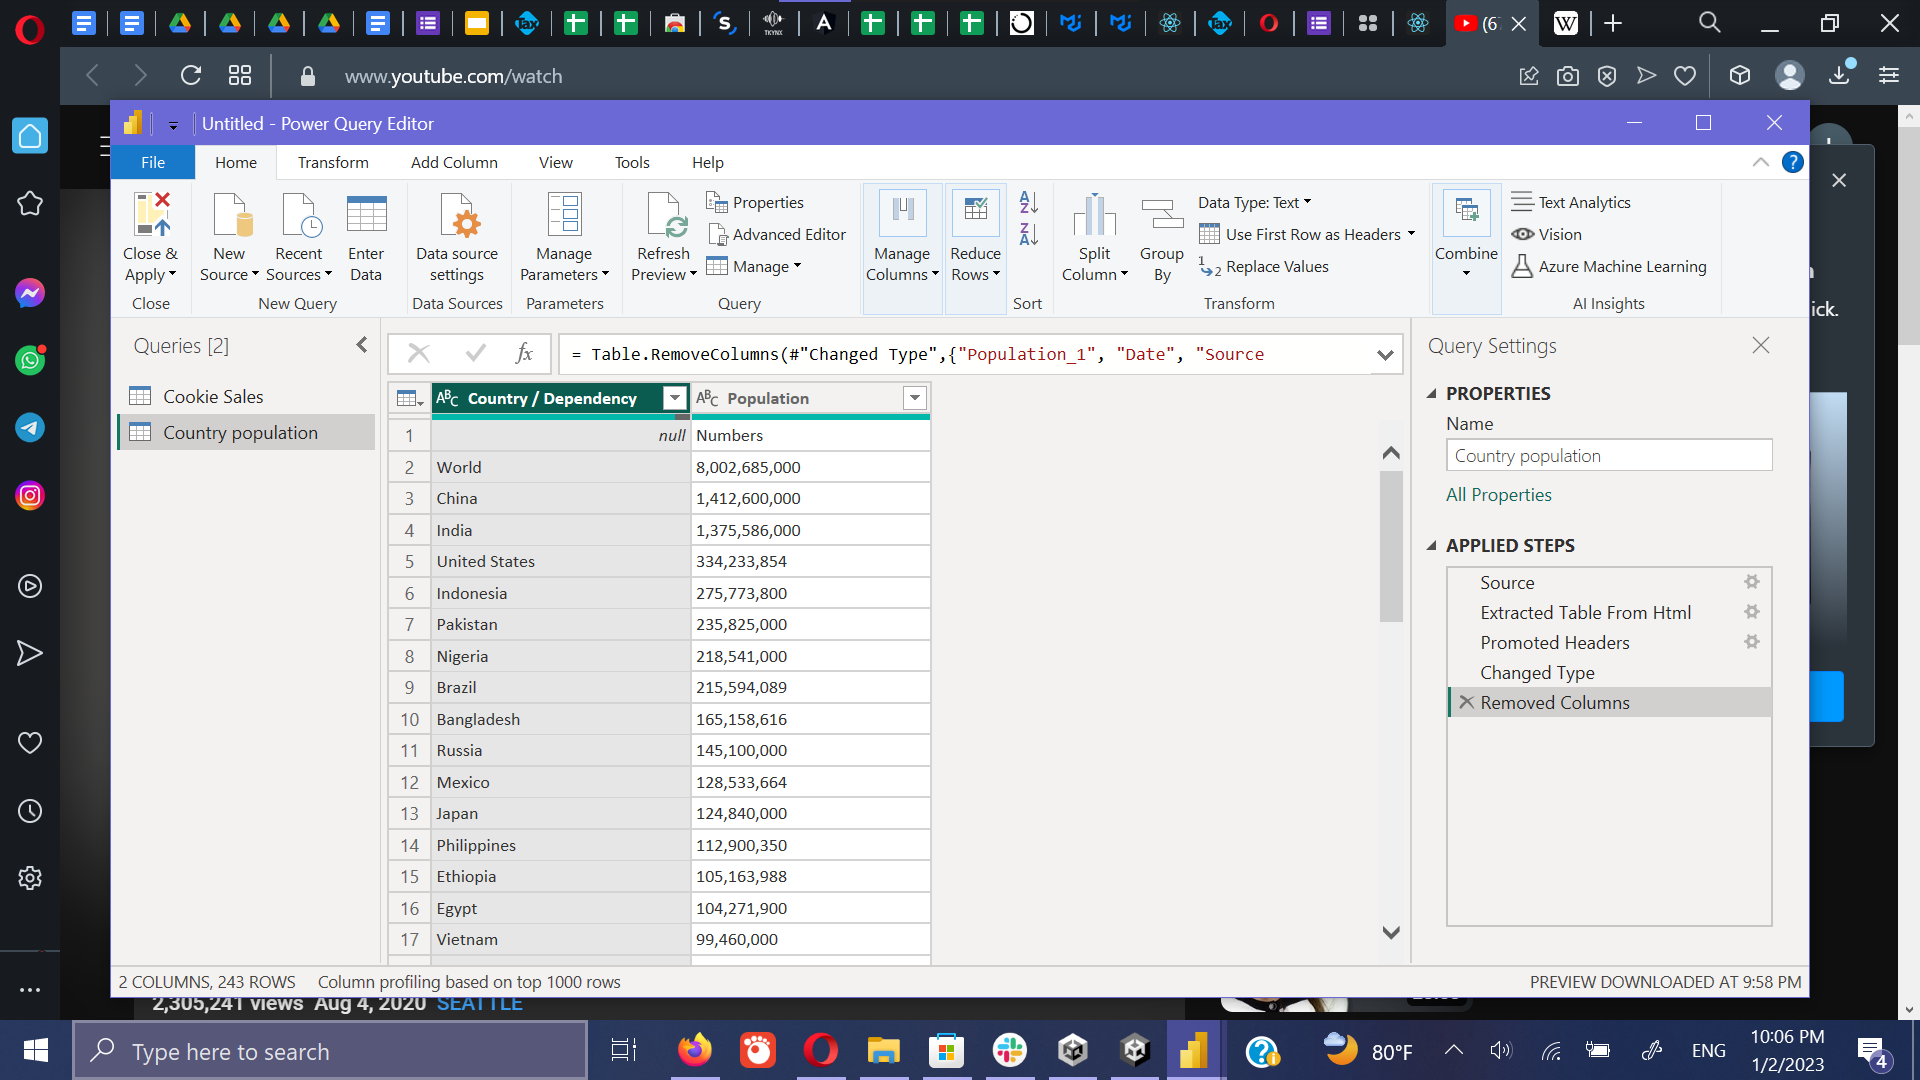 (6
www.youtube.com/watch
Untitled - Power Query Editor
File
Home
Transform
Add Column
View
Tools
Help
Close & Apply
Close
New Source
Recent Sources
Enter Data
New Query
Data source settings
Data Sources
Manage Parameters
Parameters
Refresh Preview
Properties
Advanced Editor
Manage
Query
Manage Columns
Reduce Rows
Sort
Split Column
Group By
Data Type: Text
Use First Row as Headers
Replace Values
Transform
Combine
Text Analytics
Vision
Azure Machine Learning
AI Insights
ick.
Queries [2]
Cookie Sales
Country population
fx
= Table.RemoveColumns(#"Changed Type",{"Population_1", "Date", "Source
Country / Dependency
Population
1 null Numbers
2 World 8,002,685,000
3 China 1,412,600,000
4 India 1,375,586,000
5 United States 334,233,854
6 Indonesia 275,773,800
7 Pakistan 235,825,000
8 Nigeria 218,541,000
9 Brazil 215,594,089
10 Bangladesh 165,158,616
11 Russia 145,100,000
12 Mexico 128,533,664
13 Japan 124,840,000
14 Philippines 112,900,350
15 Ethiopia 105,163,988
16 Egypt 104,271,900
17 Vietnam 99,460,000
Query Settings
PROPERTIES
Name
Country population
All Properties
APPLIED STEPS
Source
Extracted Table From Html
Promoted Headers
Changed Type
Removed Columns
2 COLUMNS, 243 ROWS
Column profiling based on top 1000 rows
PREVIEW DOWNLOADED AT 9:58 PM
2,305,241 views Aug 4, 2020 SEATTLE
Type here to search
80°F
ENG
10:06 PM
1/2/2023
4